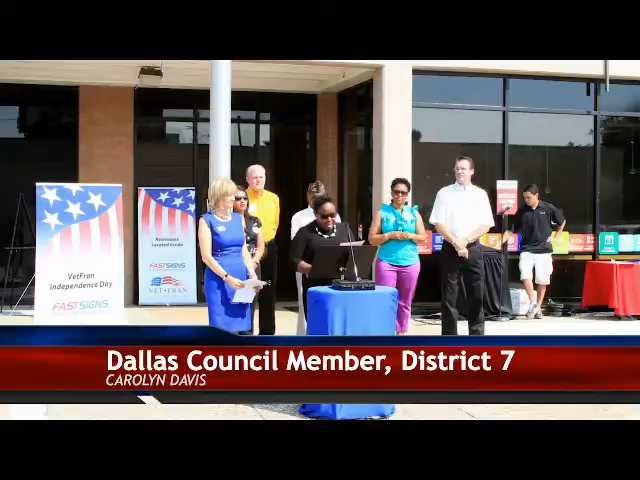 Restrooms
Located Inside
FASTSIGNS
VETFRAN
VetFran
Independence Day
FASTSIGNS
Dallas Council Member, District 7
CAROLYN DAVIS